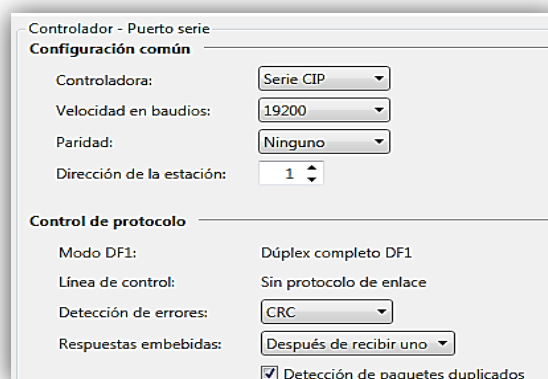 Controlador - Puerto serie
Configuración común
Controladora: Serie CIP
Velocidad en baudios: 19200
Paridad: Ninguno
Dirección de la estación: 1
Control de protocolo
Modo DF1: Dúplex completo DF1
Línea de control: Sin protocolo de enlace
Detección de errores: CRC
Respuestas embebidas: Después de recibir uno
Detección de paquetes duplicados